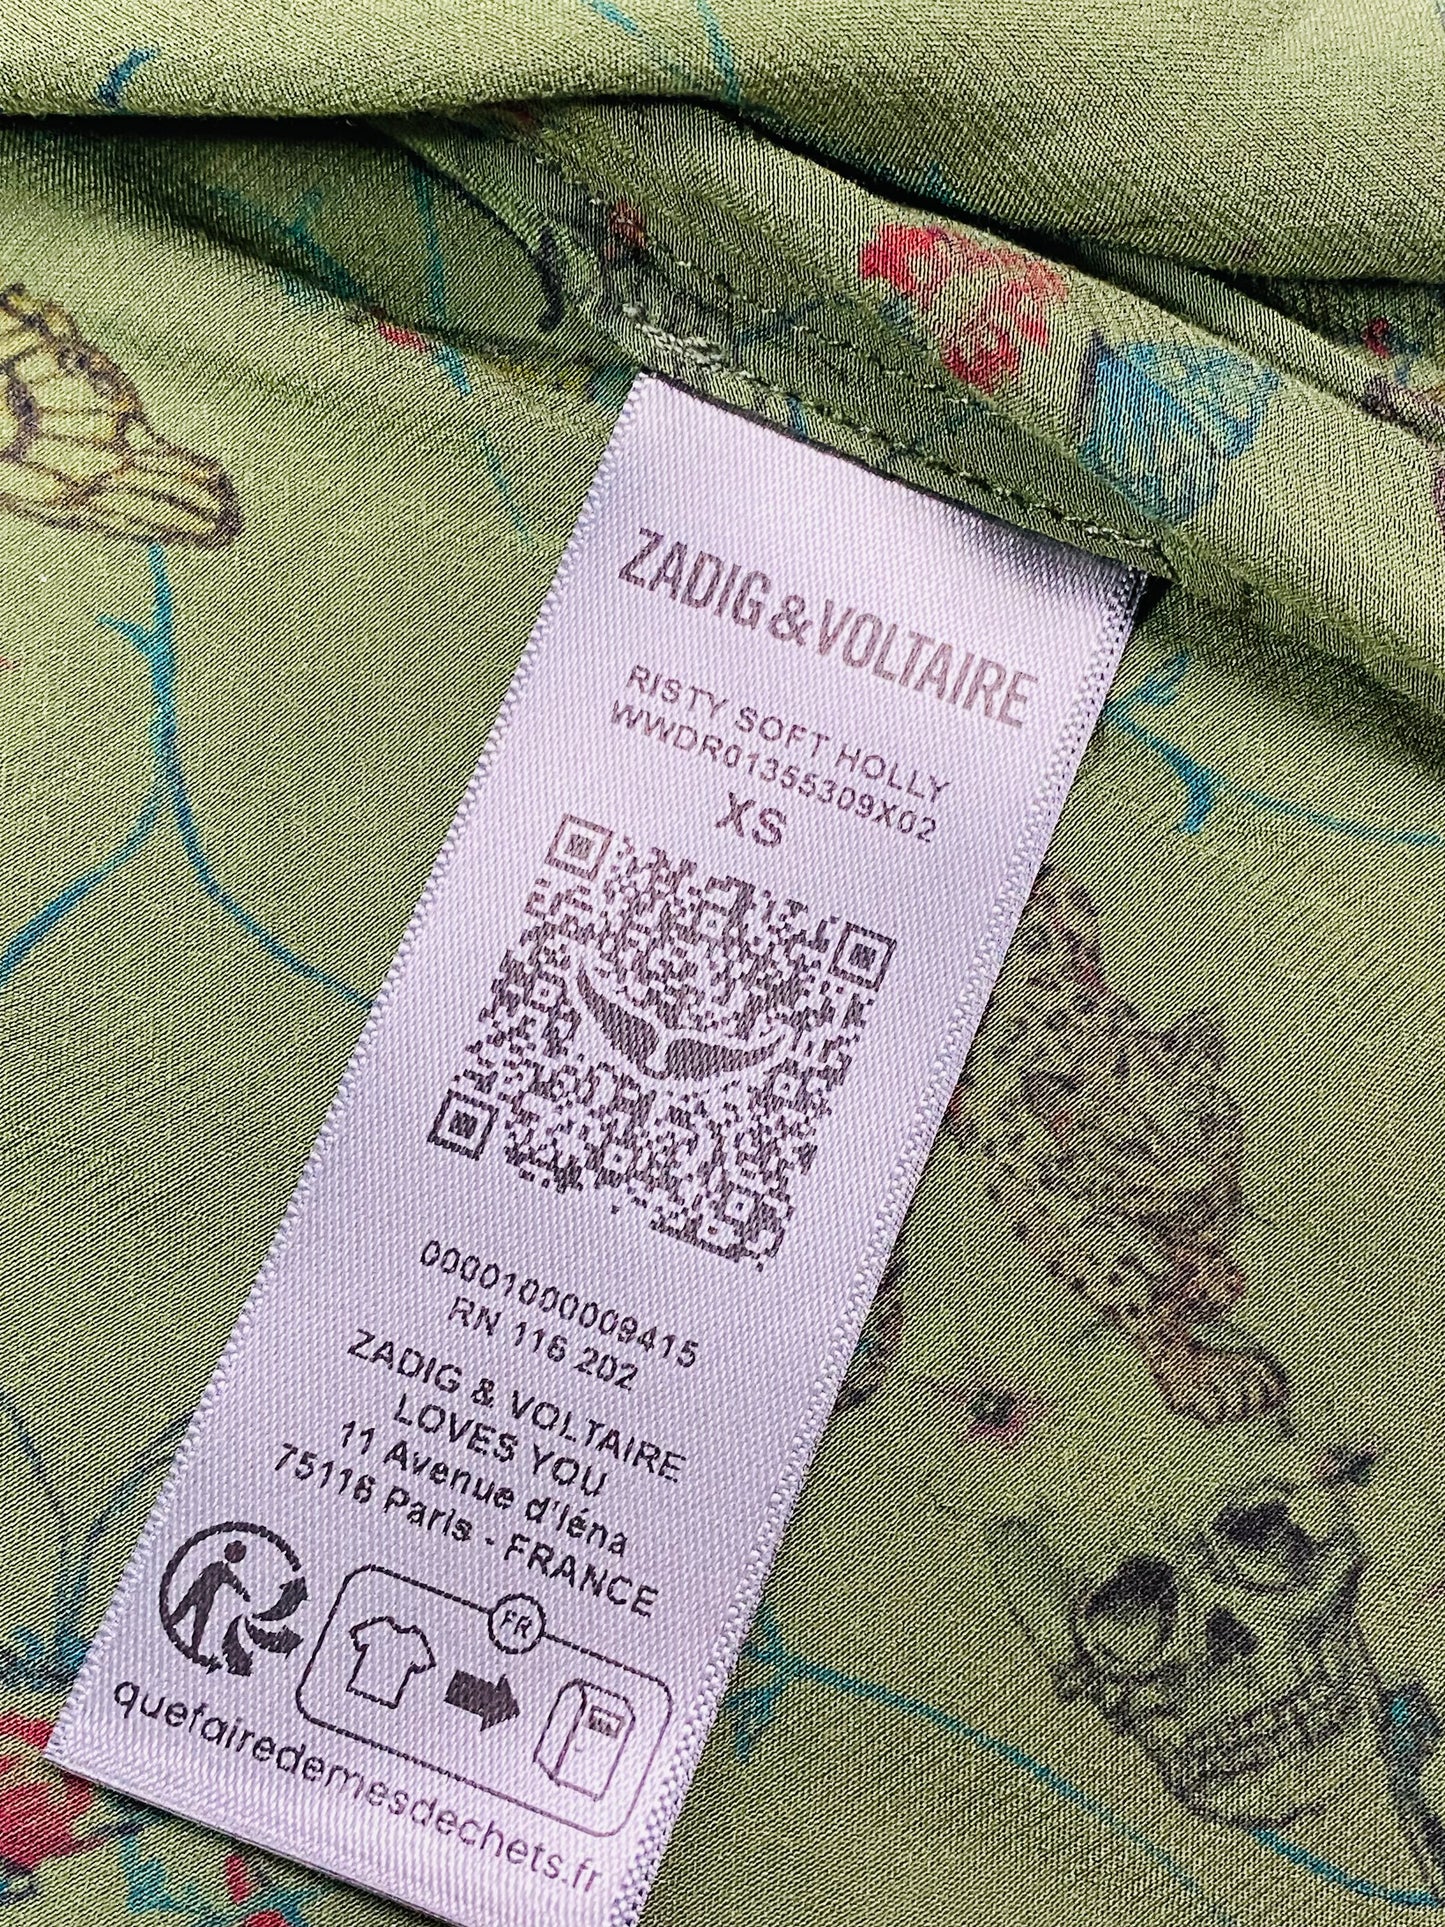 ZADIG&VOLTAIRE
RISTY SOFT HOLLY
WWDR01355309X02
XS
00001000009415
RN 116 202
ZADIG & VOLTAIRE
LOVES YOU
11 Avenue d'Iéna
75116 Paris - FRANCE
FR
quefairedemesdechets.fr